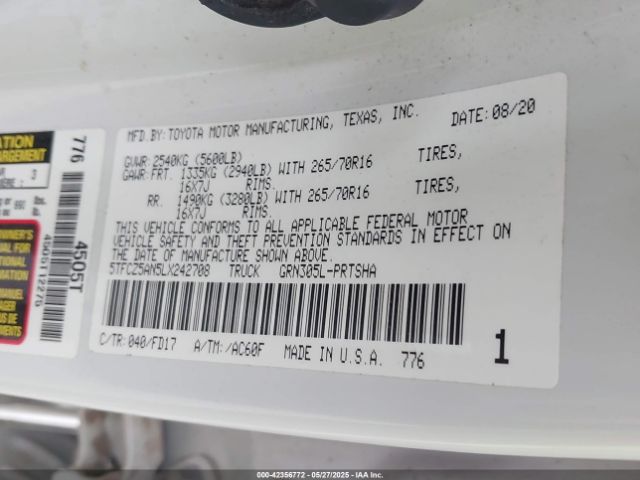 MFD.BY:TOYOTA MOTOR MANUFACTURING, TEXAS, INC. DATE:08/20
GVWR:2540KG (5600LB)
GAWR:FRT. 1335KG (2940LB) WITH 265/70R16 TIRES,
16X7J RIMS.
RR. 1490KG (3280LB) WITH 265/70R16 TIRES,
16X7J RIMS.
THIS VEHICLE CONFORMS TO ALL APPLICABLE FEDERAL MOTOR
VEHICLE SAFETY AND THEFT PREVENTION STANDARDS IN EFFECT ON
THE DATE OF MANUFACTURE SHOWN ABOVE.
5TFCZ5AN5LX242708 TRUCK GRN305L-PRTSHA
C/TR:040/FD17 A/TM:/AC60F MADE IN U.S.A. 776
1
776
4505T
000-42356772 - 05/27/2025 - IAAI.COM